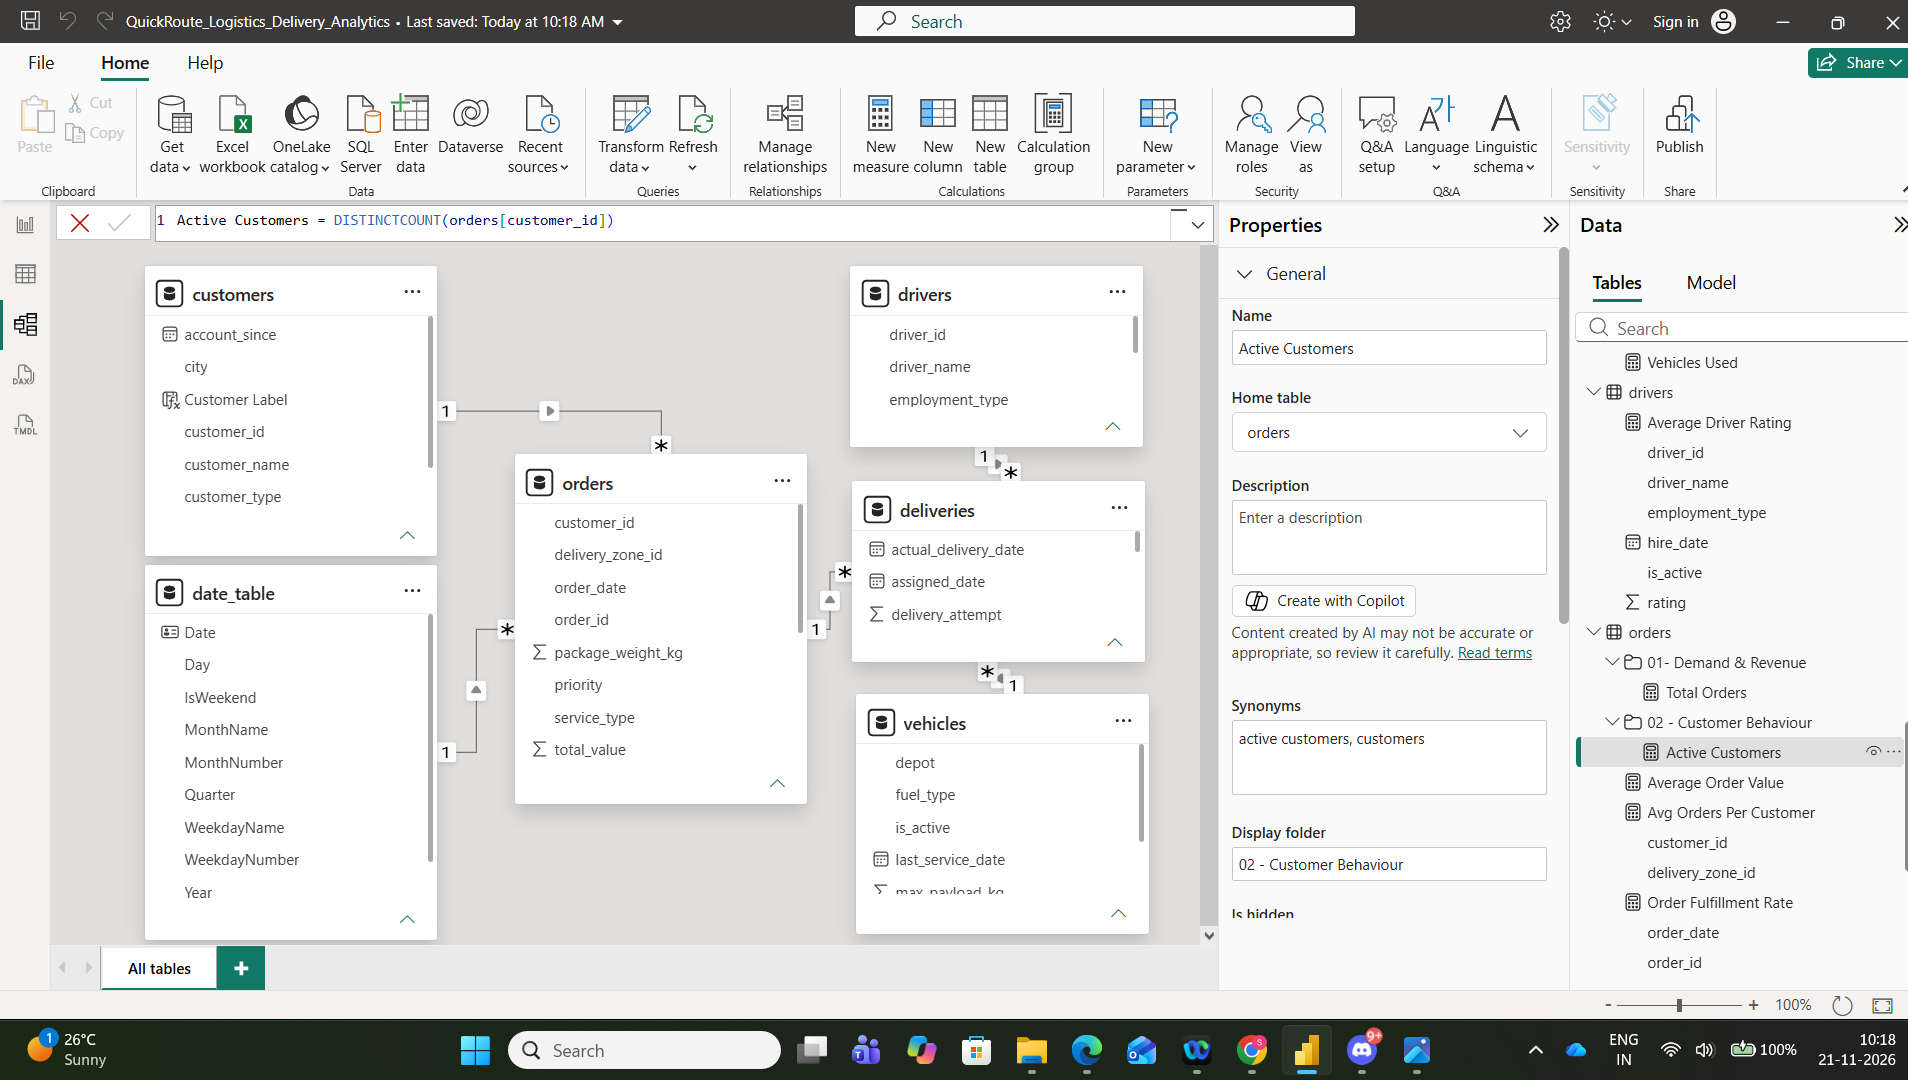 QuickRoute_Logistics_Delivery_Analytics • Last saved: Today at 10:18 AM
Search
Sign in
File
Home
Help
Share
Paste
Cut
Copy
Clipboard
Get data
Excel workbook
OneLake catalog
SQL Server
Enter data
Dataverse
Recent sources
Data
Transform data
Refresh
Queries
Manage relationships
Relationships
New measure
New column
New table
Calculation group
Calculations
New parameter
Parameters
Manage roles
View as
Security
Q&A setup
Language
Linguistic schema
Q&A
Sensitivity
Sensitivity
Publish
Share
DAX
TMDL
1 Active Customers = DISTINCTCOUNT(orders[customer_id])
customers
account_since
city
Customer Label
customer_id
customer_name
customer_type
1
*
date_table
Date
Day
IsWeekend
MonthName
MonthNumber
Quarter
WeekdayName
WeekdayNumber
Year
1
*
orders
customer_id
delivery_zone_id
order_date
order_id
package_weight_kg
priority
service_type
total_value
1
*
drivers
driver_id
driver_name
employment_type
1
*
deliveries
actual_delivery_date
assigned_date
delivery_attempt
*
1
vehicles
depot
fuel_type
is_active
last_service_date
max_payload_kg
All tables
+
Properties
General
Name
Active Customers
Home table
orders
Description
Enter a description
Create with Copilot
Content created by AI may not be accurate or
appropriate, so review it carefully. Read terms
Synonyms
active customers, customers
Display folder
02 - Customer Behaviour
Is hidden
Data
Tables
Model
Search
Vehicles Used
drivers
Average Driver Rating
driver_id
driver_name
employment_type
hire_date
is_active
rating
orders
01- Demand & Revenue
Total Orders
02 - Customer Behaviour
Active Customers
Average Order Value
Avg Orders Per Customer
customer_id
delivery_zone_id
Order Fulfillment Rate
order_date
order_id
- + 100%
1
26°C
Sunny
Search
9+
ENG
IN
100%
10:18
21-11-2026